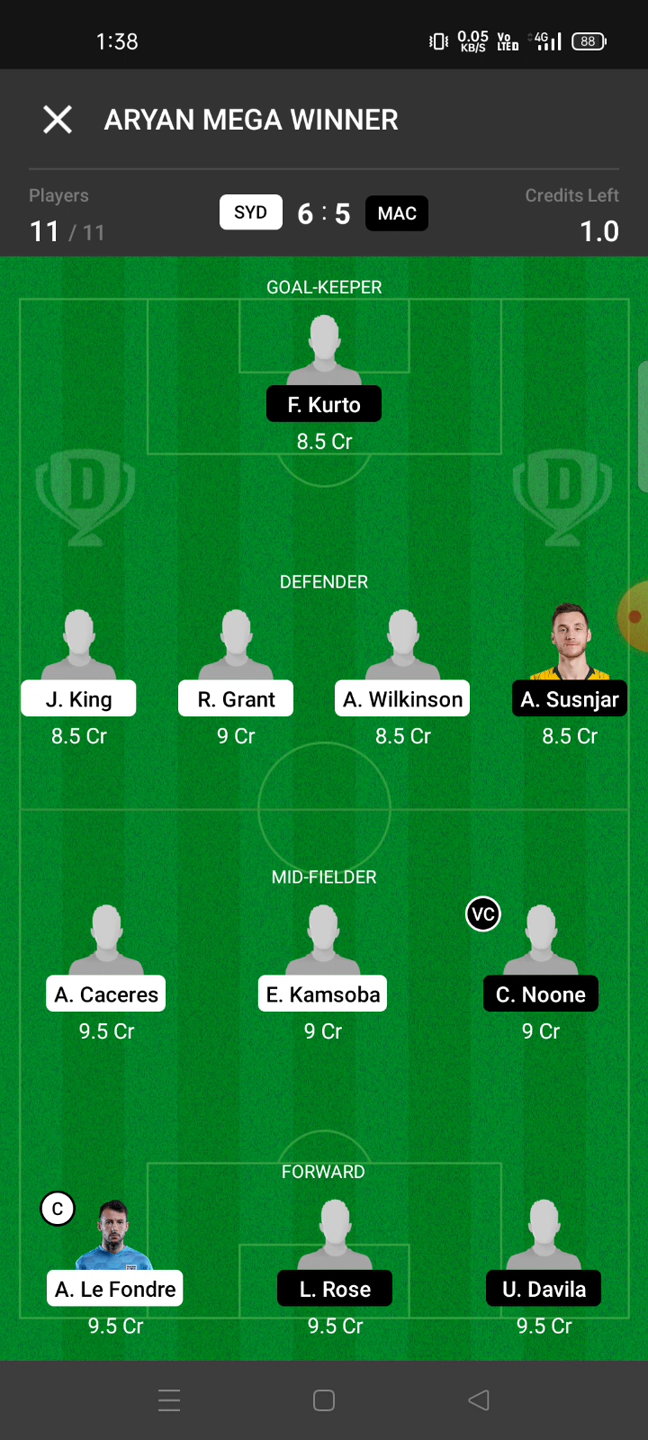 1:38
0.05 KB/S Vo LTE 4G 88
ARYAN MEGA WINNER
Players
11 / 11
SYD 6 : 5 MAC
Credits Left
1.0
GOAL-KEEPER
F. Kurto
8.5 Cr
D D
DEFENDER
J. King R. Grant A. Wilkinson A. Susnjar
8.5 Cr 9 Cr 8.5 Cr 8.5 Cr
MID-FIELDER
VC
A. Caceres E. Kamsoba C. Noone
9.5 Cr 9 Cr 9 Cr
FORWARD
C
A. Le Fondre L. Rose U. Davila
9.5 Cr 9.5 Cr 9.5 Cr